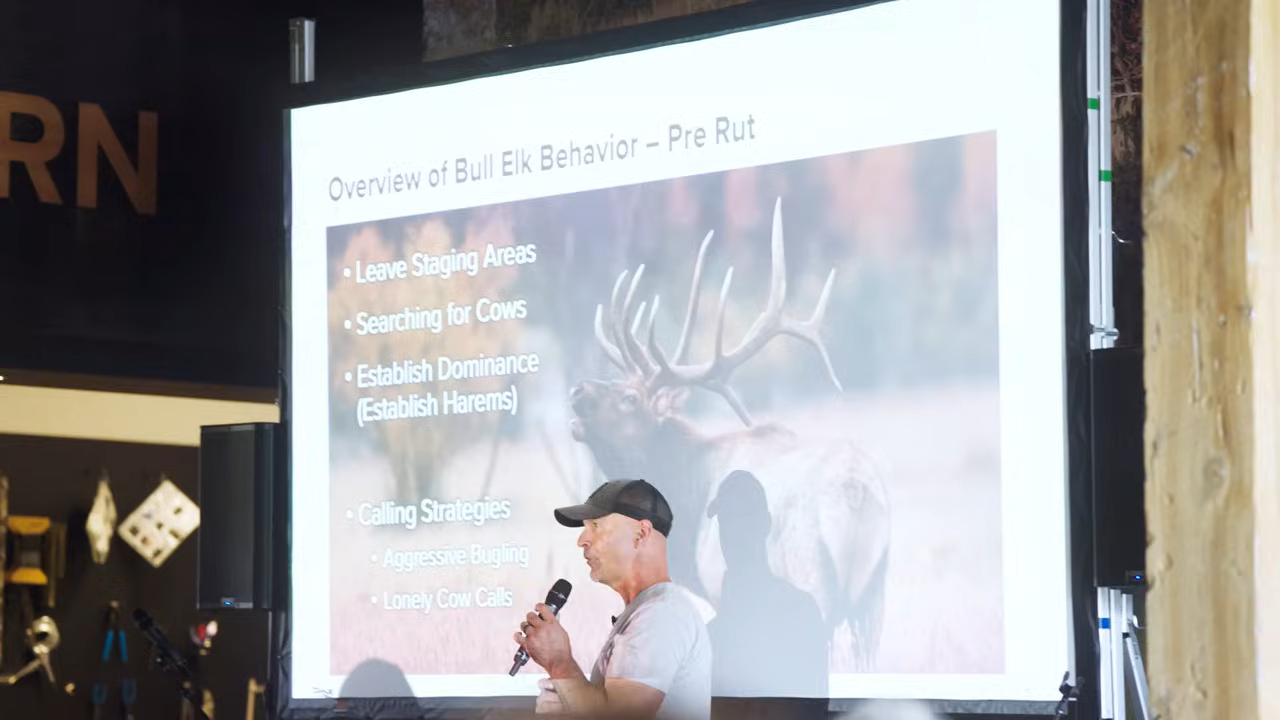 RN
Overview of Bull Elk Behavior – Pre Rut
• Leave Staging Areas
• Searching for Cows
• Establish Dominance
(Establish Harems)
• Calling Strategies
• Aggressive Bugling
• Lonely Cow Calls